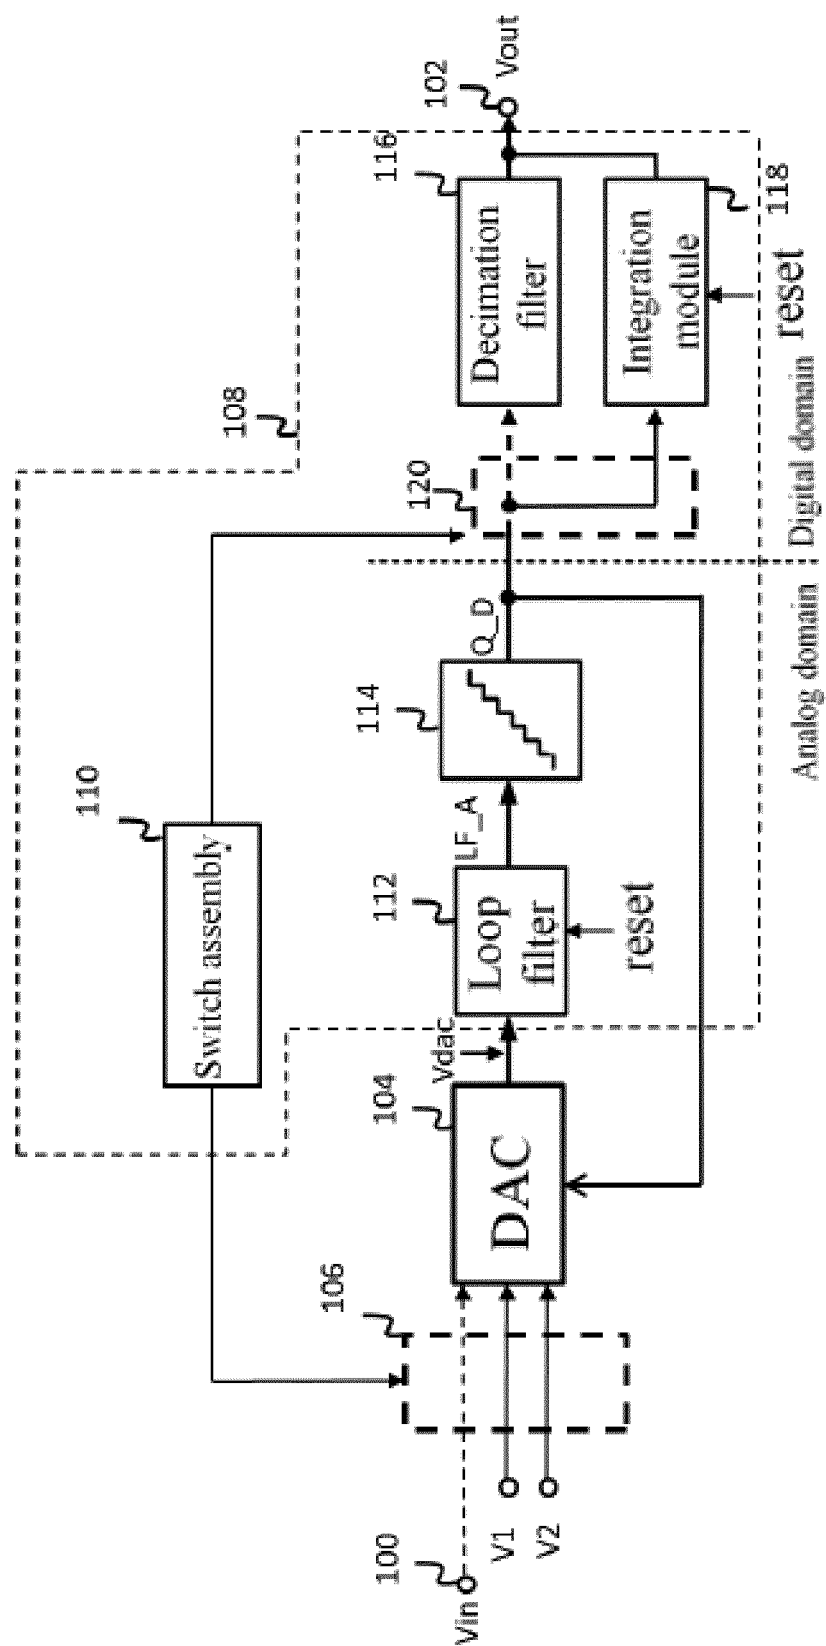 110
Switch assembly
108
102
Vout
116
Decimation
filter
120
114
Q_D
LF_A
112
Loop
filter
reset
Vdac
104
DAC
106
100
Vin
V1
V2
Integration
module
118
reset
Analog domain
Digital domain